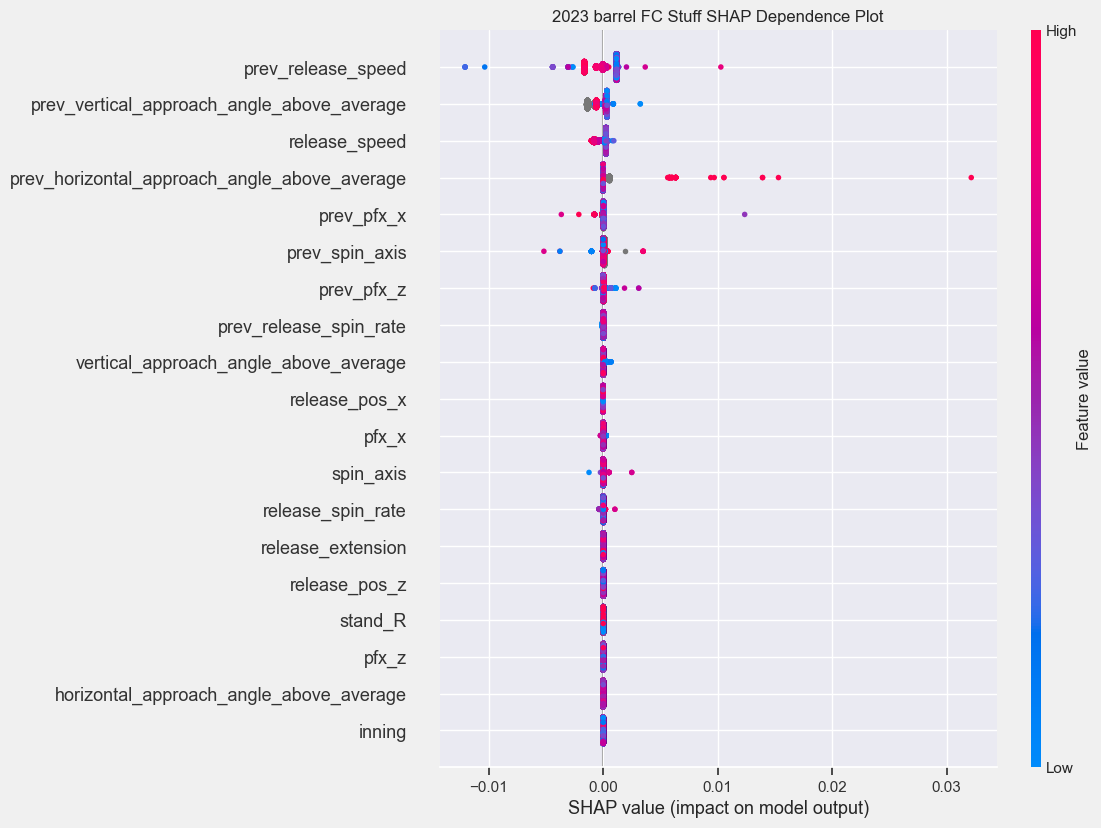 2023 barrel FC Stuff SHAP Dependence Plot
High
prev_release_speed
prev_vertical_approach_angle_above_average
release_speed
prev_horizontal_approach_angle_above_average
prev_pfx_x
prev_spin_axis
prev_pfx_z
prev_release_spin_rate
vertical_approach_angle_above_average
release_pos_x
pfx_x
spin_axis
release_spin_rate
release_extension
release_pos_z
stand_R
pfx_z
horizontal_approach_angle_above_average
inning
Feature value
Low
−0.01 0.00 0.01 0.02 0.03
SHAP value (impact on model output)